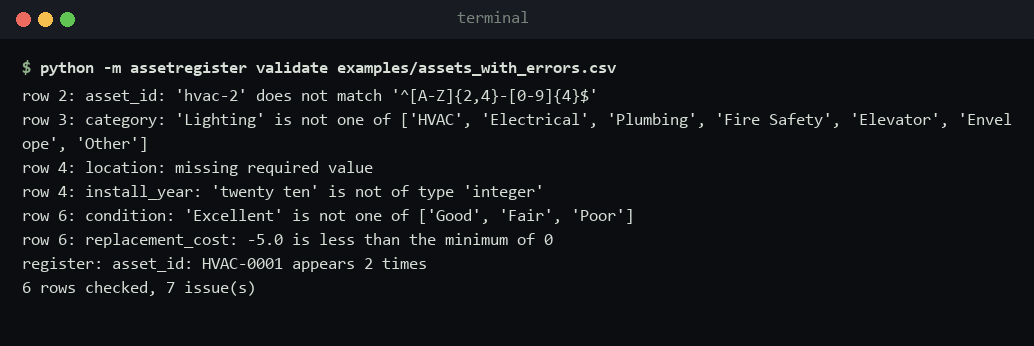 terminal
$ python -m assetregister validate examples/assets_with_errors.csv
row 2: asset_id: 'hvac-2' does not match '^[A-Z]{2,4}-[0-9]{4}$'
row 3: category: 'Lighting' is not one of ['HVAC', 'Electrical', 'Plumbing', 'Fire Safety', 'Elevator', 'Envel
ope', 'Other']
row 4: location: missing required value
row 4: install_year: 'twenty ten' is not of type 'integer'
row 6: condition: 'Excellent' is not one of ['Good', 'Fair', 'Poor']
row 6: replacement_cost: -5.0 is less than the minimum of 0
register: asset_id: HVAC-0001 appears 2 times
6 rows checked, 7 issue(s)